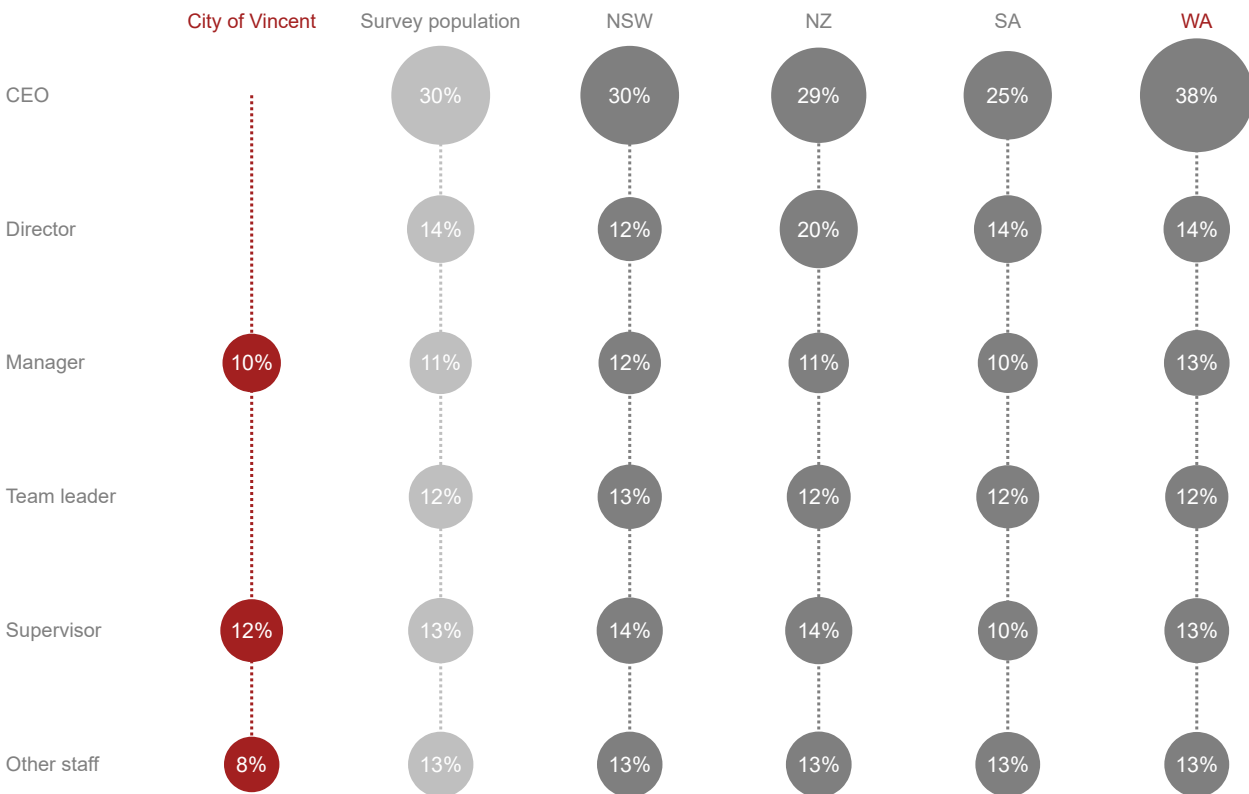 City of Vincent Survey population NSW NZ SA WA
CEO 30% 30% 29% 25% 38%
Director 14% 12% 20% 14% 14%
Manager 10% 11% 12% 11% 10% 13%
Team leader 12% 13% 12% 12% 12%
Supervisor 12% 13% 14% 14% 10% 13%
Other staff 8% 13% 13% 13% 13% 13%